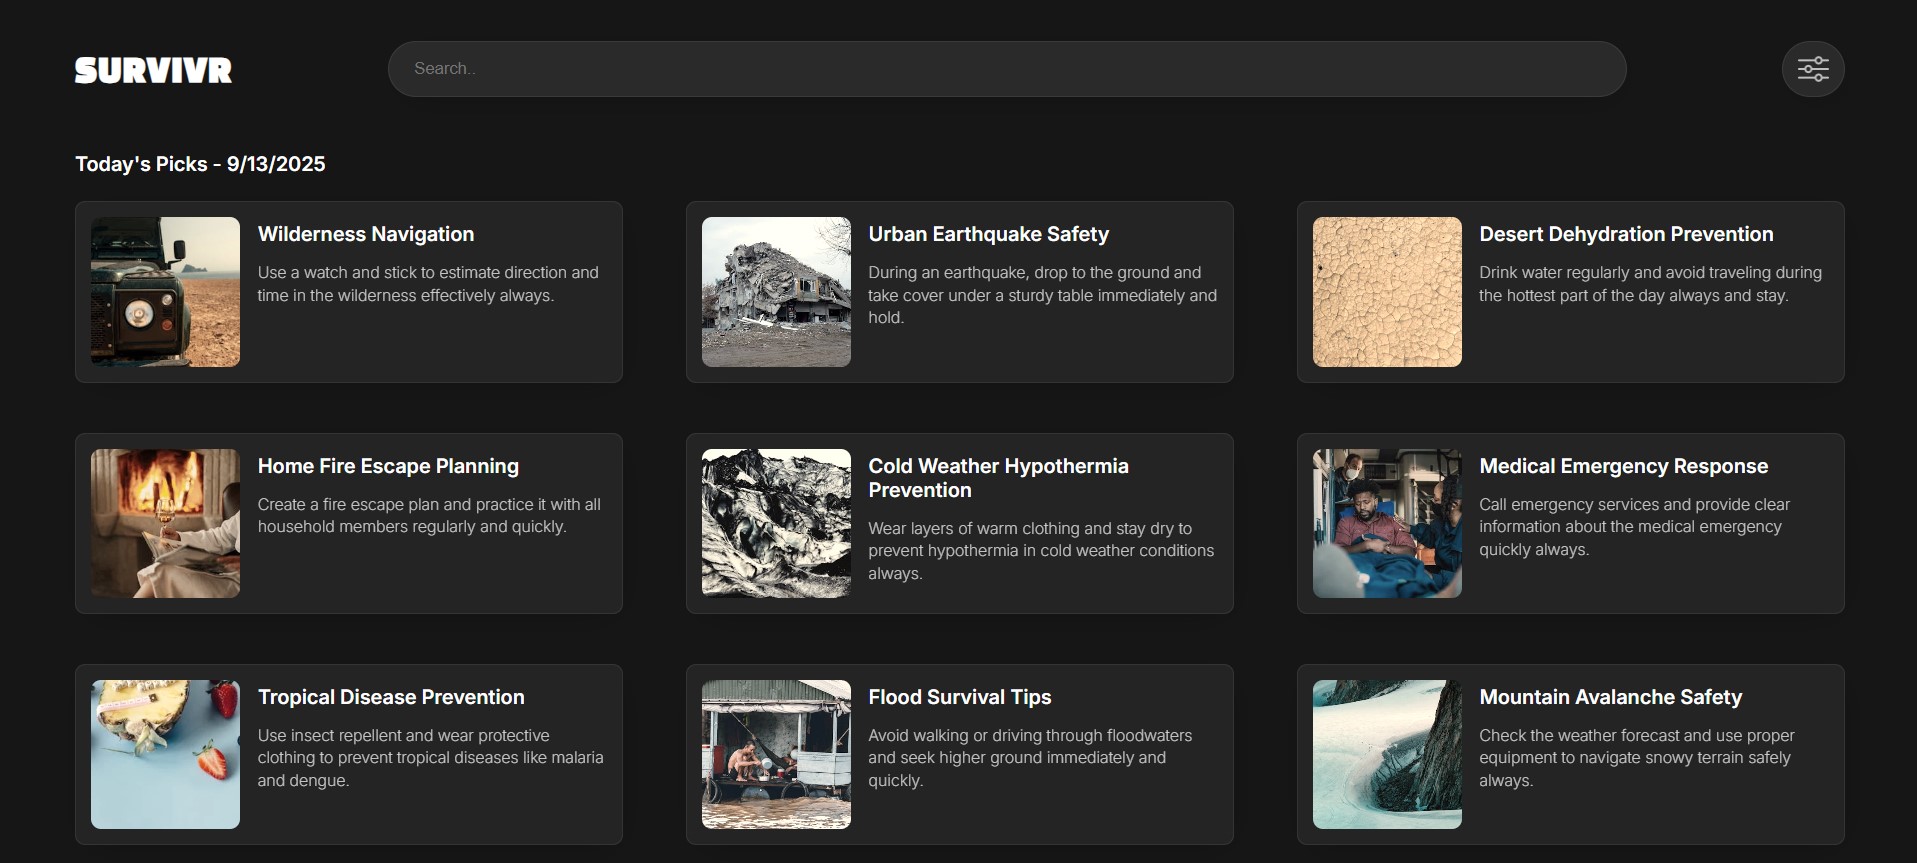 SURVIVR
Search..
Today's Picks - 9/13/2025
Wilderness Navigation
Use a watch and stick to estimate direction and
time in the wilderness effectively always.
Urban Earthquake Safety
During an earthquake, drop to the ground and
take cover under a sturdy table immediately and
hold.
Desert Dehydration Prevention
Drink water regularly and avoid traveling during
the hottest part of the day always and stay.
Home Fire Escape Planning
Create a fire escape plan and practice it with all
household members regularly and quickly.
Cold Weather Hypothermia
Prevention
Wear layers of warm clothing and stay dry to
prevent hypothermia in cold weather conditions
always.
Medical Emergency Response
Call emergency services and provide clear
information about the medical emergency
quickly always.
Tropical Disease Prevention
Use insect repellent and wear protective
clothing to prevent tropical diseases like malaria
and dengue.
Flood Survival Tips
Avoid walking or driving through floodwaters
and seek higher ground immediately and
quickly.
Mountain Avalanche Safety
Check the weather forecast and use proper
equipment to navigate snowy terrain safely
always.